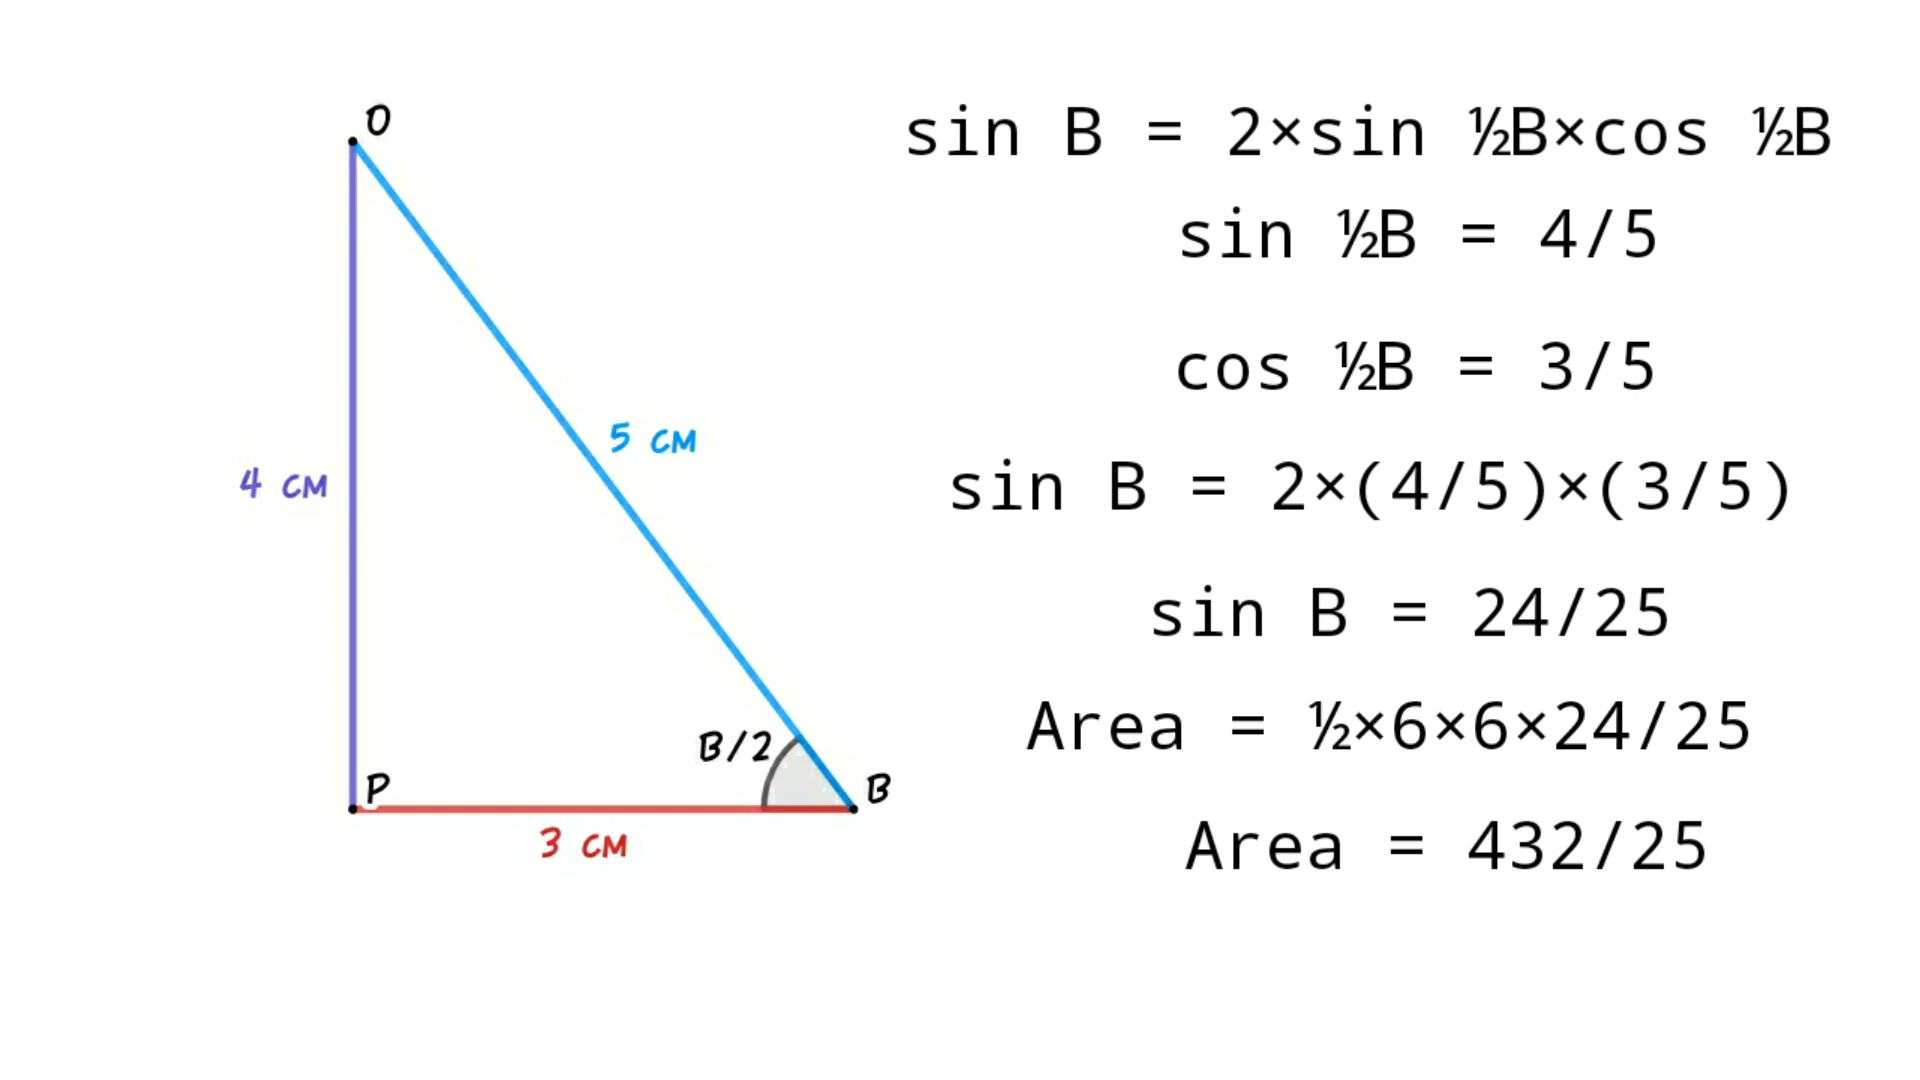 O
4 CM
5 CM
B/2
P
B
3 CM
sin B = 2×sin ½B×cos ½B
sin ½B = 4/5
cos ½B = 3/5
sin B = 2×(4/5)×(3/5)
sin B = 24/25
Area = ½×6×6×24/25
Area = 432/25